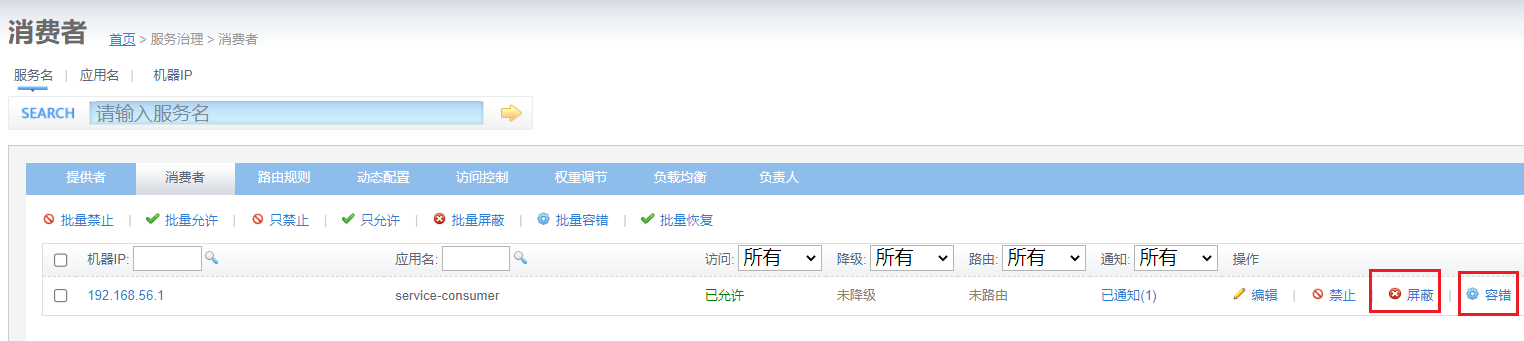 消费者 首页 > 服务治理 > 消费者
服务名 | 应用名 | 机器IP
SEARCH 请输入服务名
提供者 消费者 路由规则 动态配置 访问控制 权重调节 负载均衡 负责人
批量禁止 | 批量允许 | 只禁止 | 只允许 | 批量屏蔽 | 批量容错 | 批量恢复
机器IP: 应用名: 访问: 所有 降级: 所有 路由: 所有 通知: 所有 操作
192.168.56.1 service-consumer 已允许 未降级 未路由 已通知(1) 编辑 | 禁止 | 屏蔽 | 容错